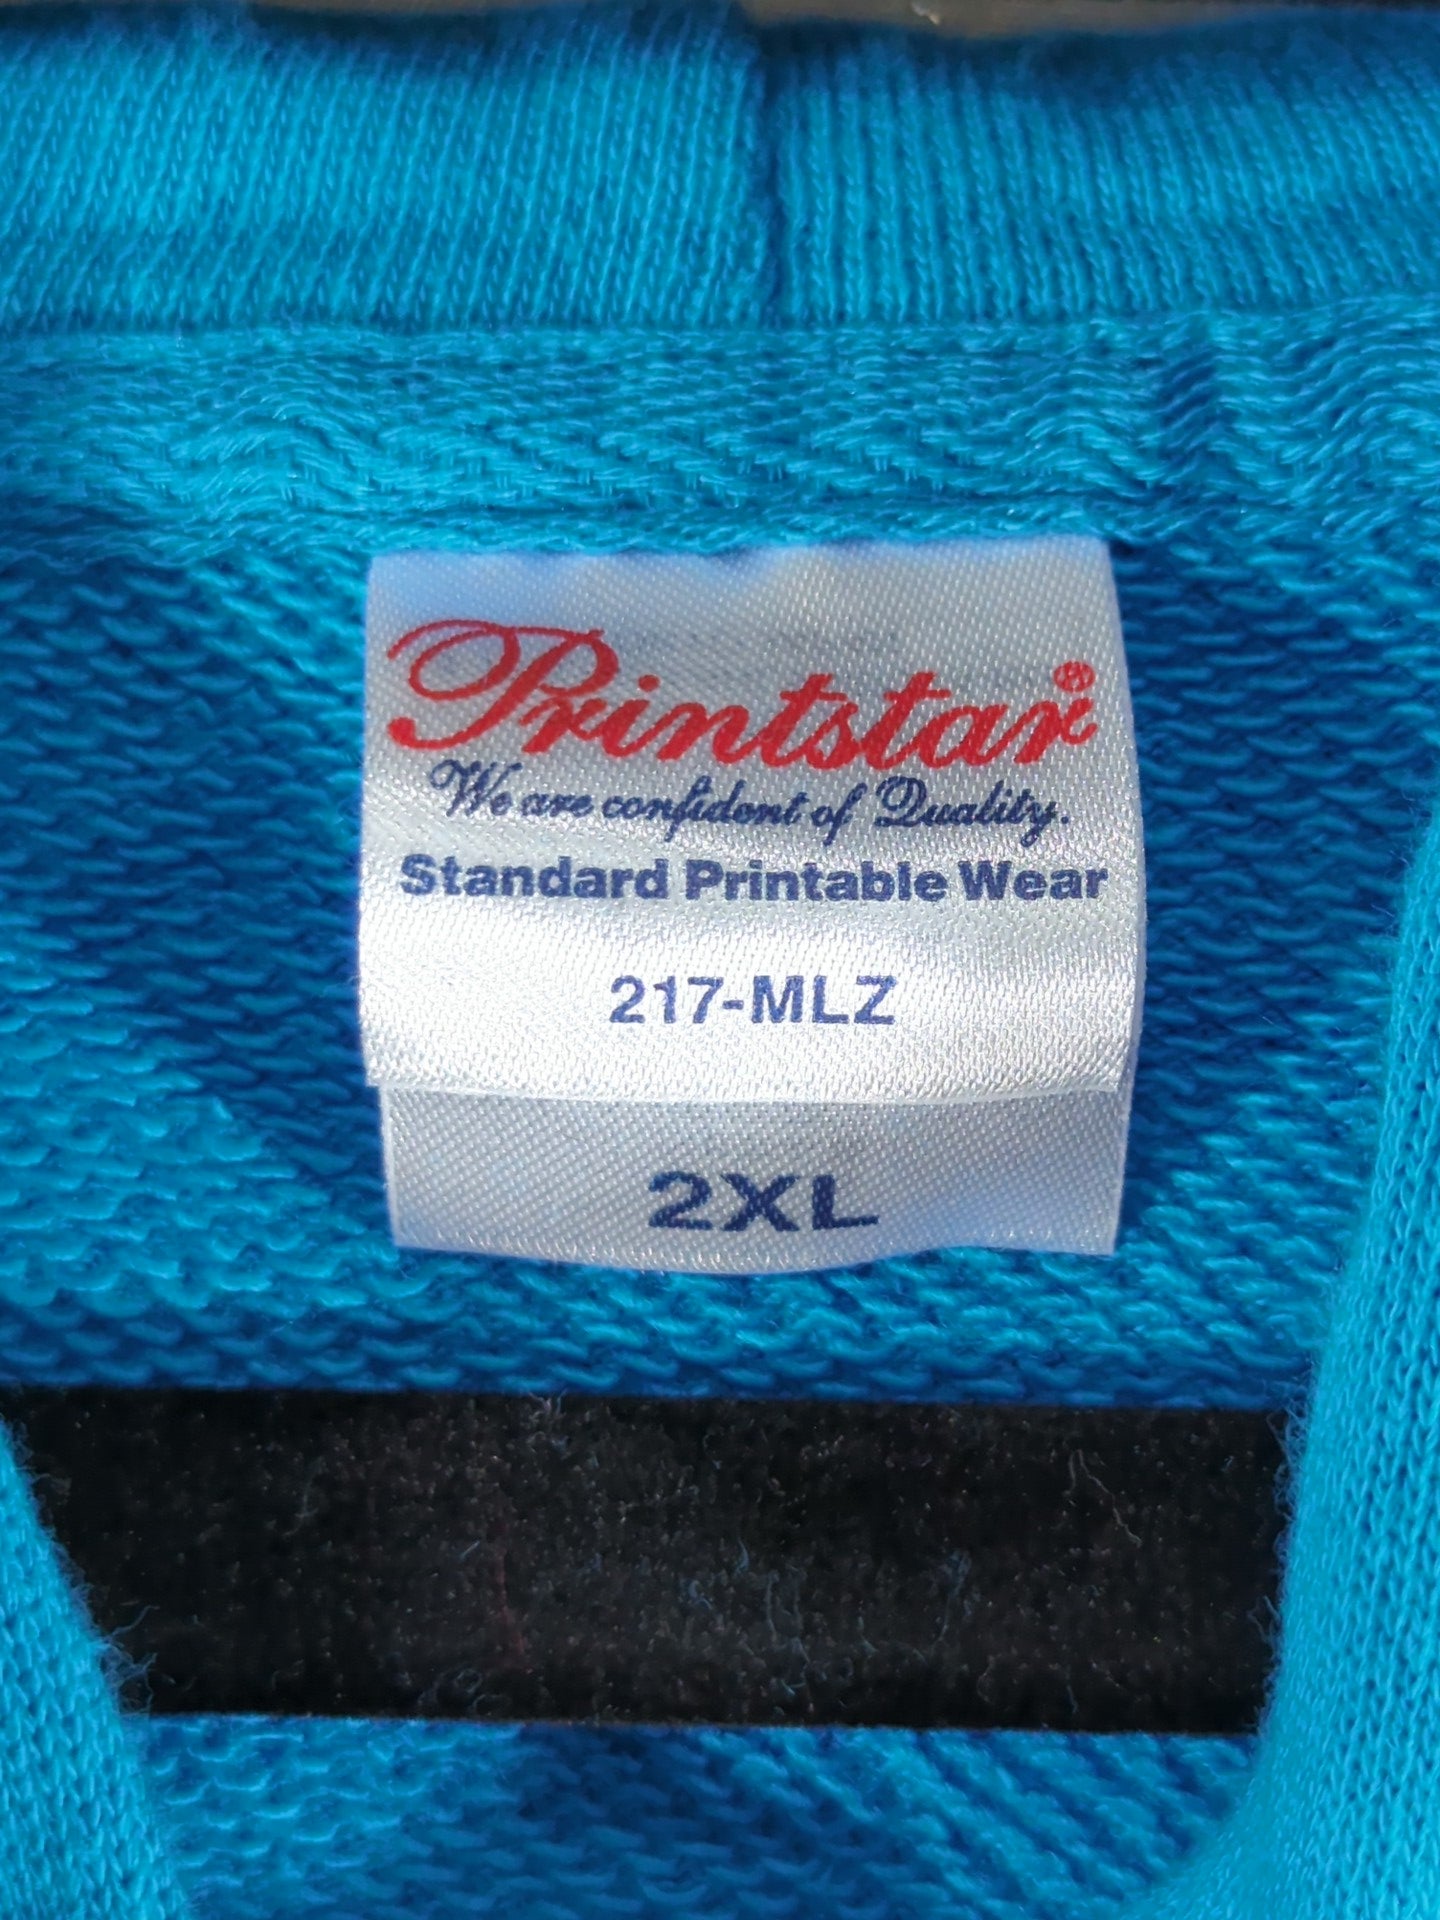 Printstar®
We are confident of Quality.
Standard Printable Wear
217-MLZ
2XL